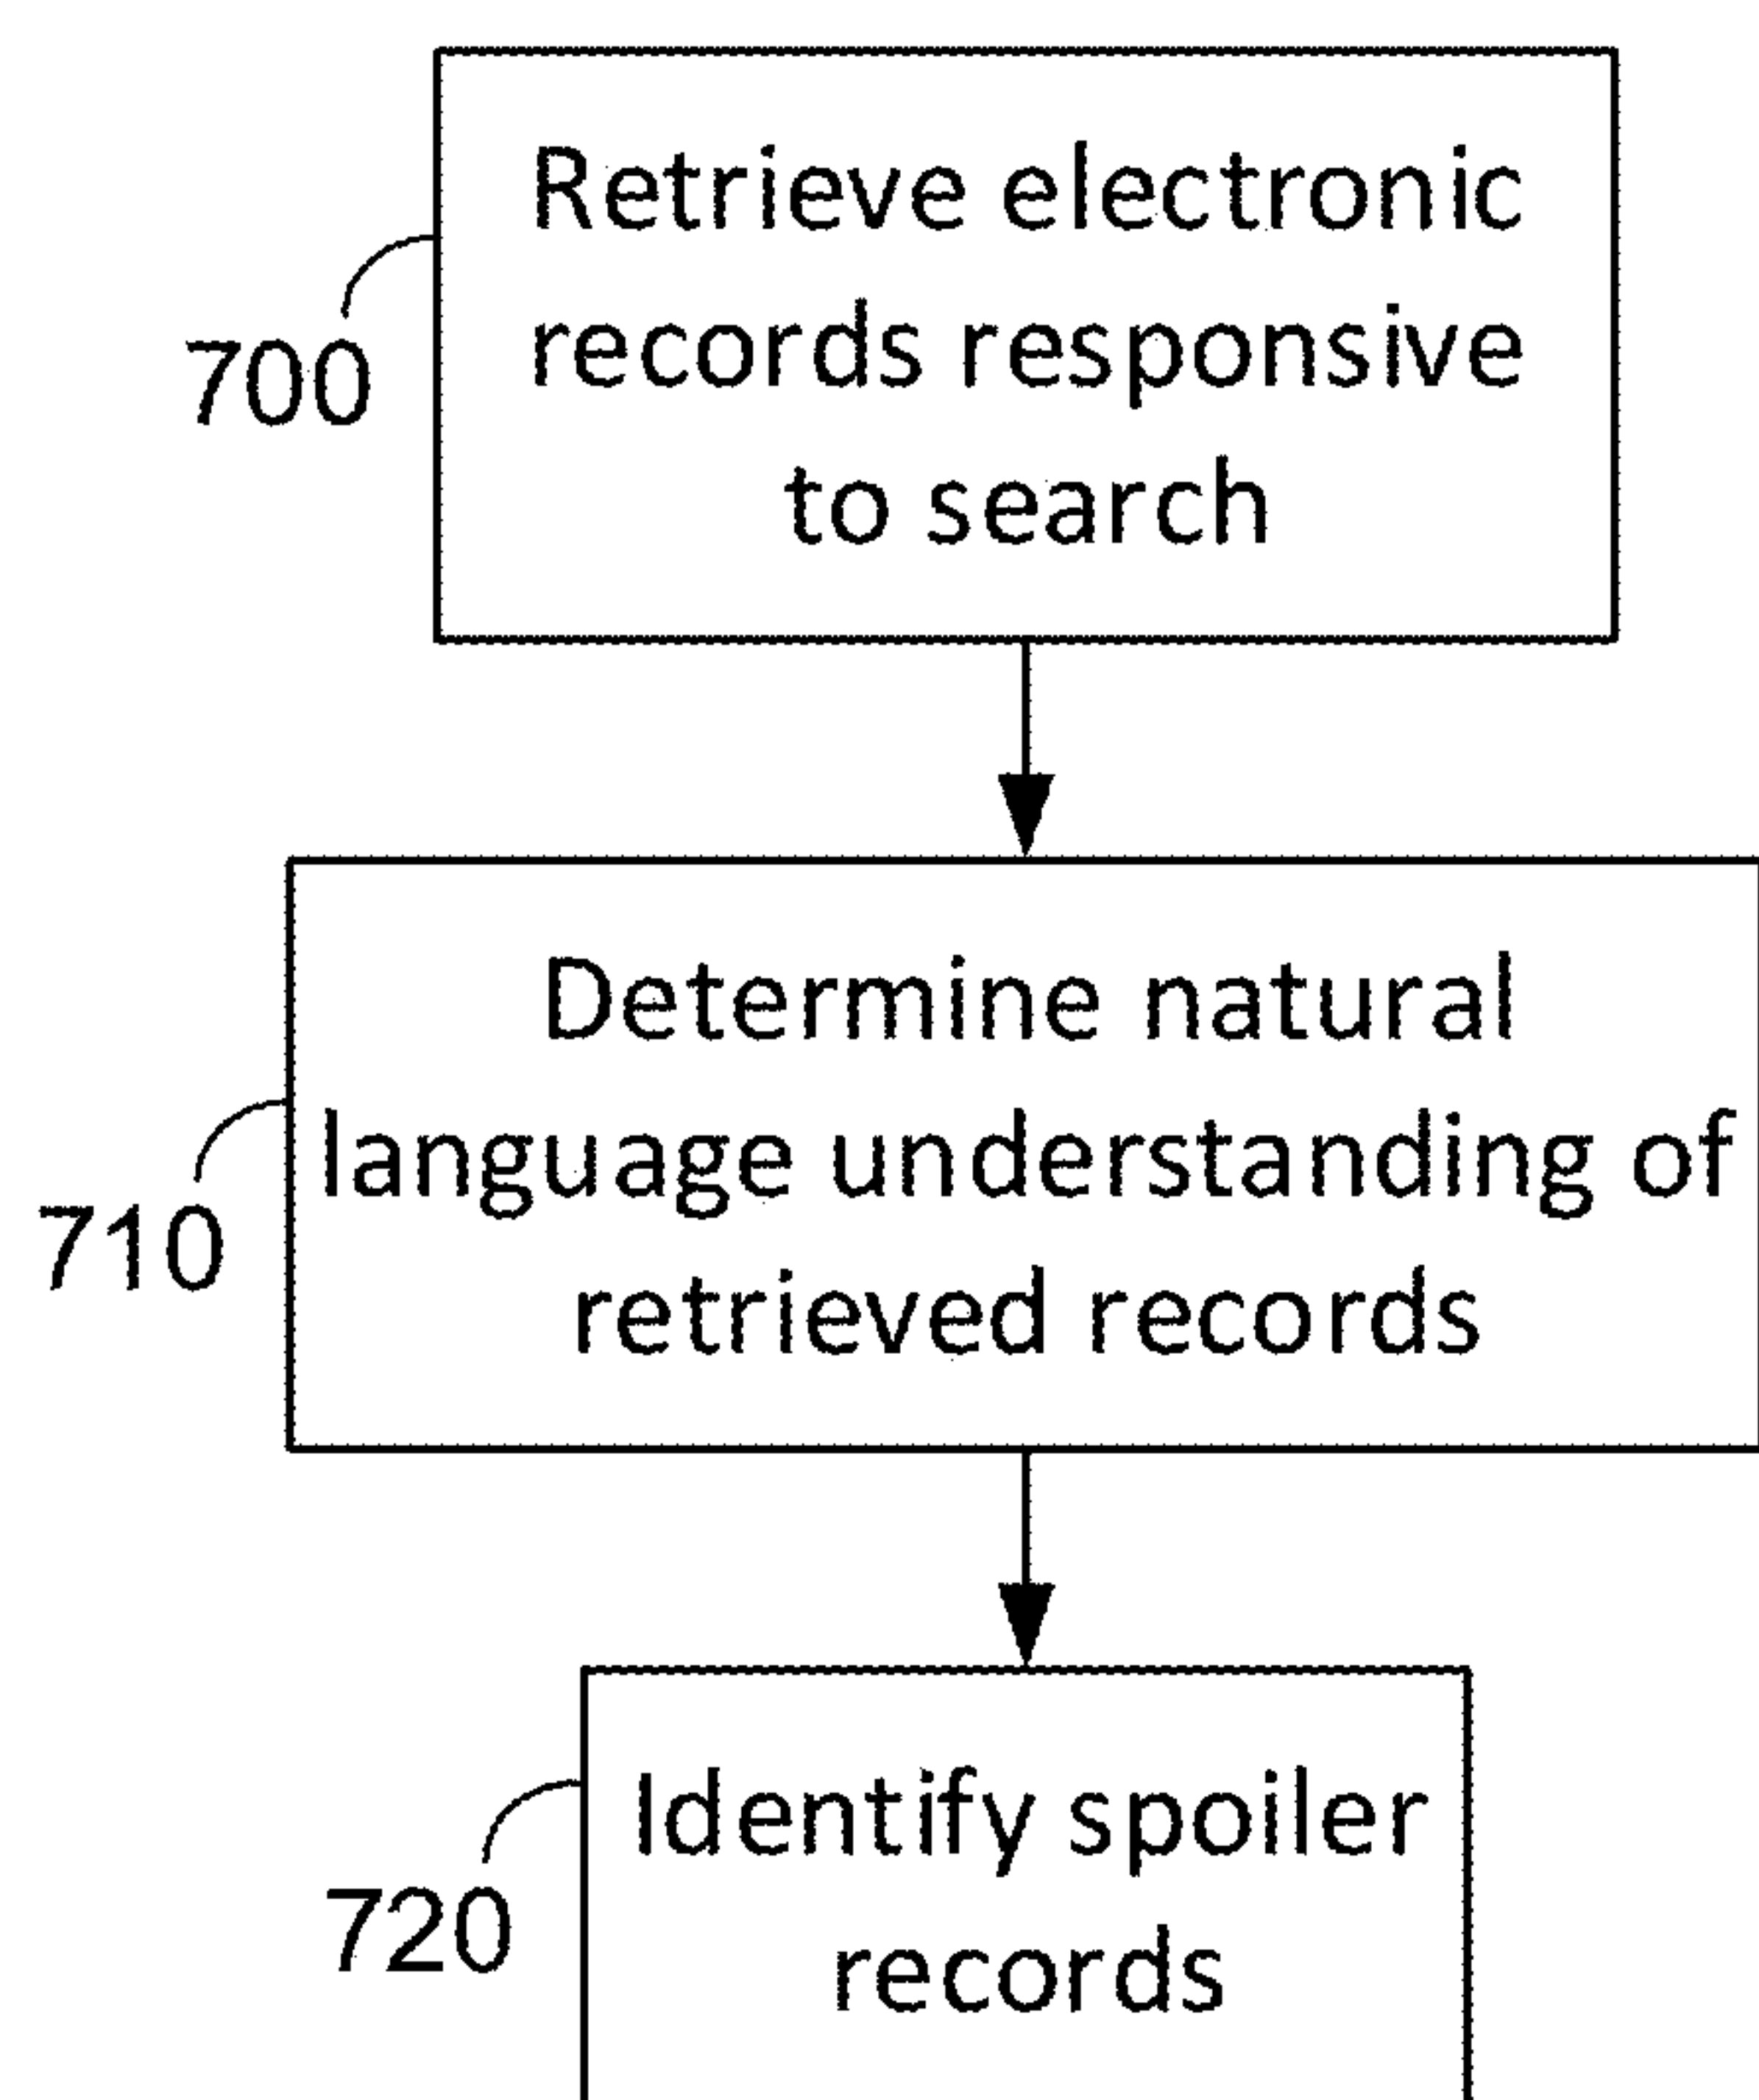 Retrieve electronic
records responsive
to search
700
Determine natural
language understanding of
retrieved records
710
Identify spoiler
records
720